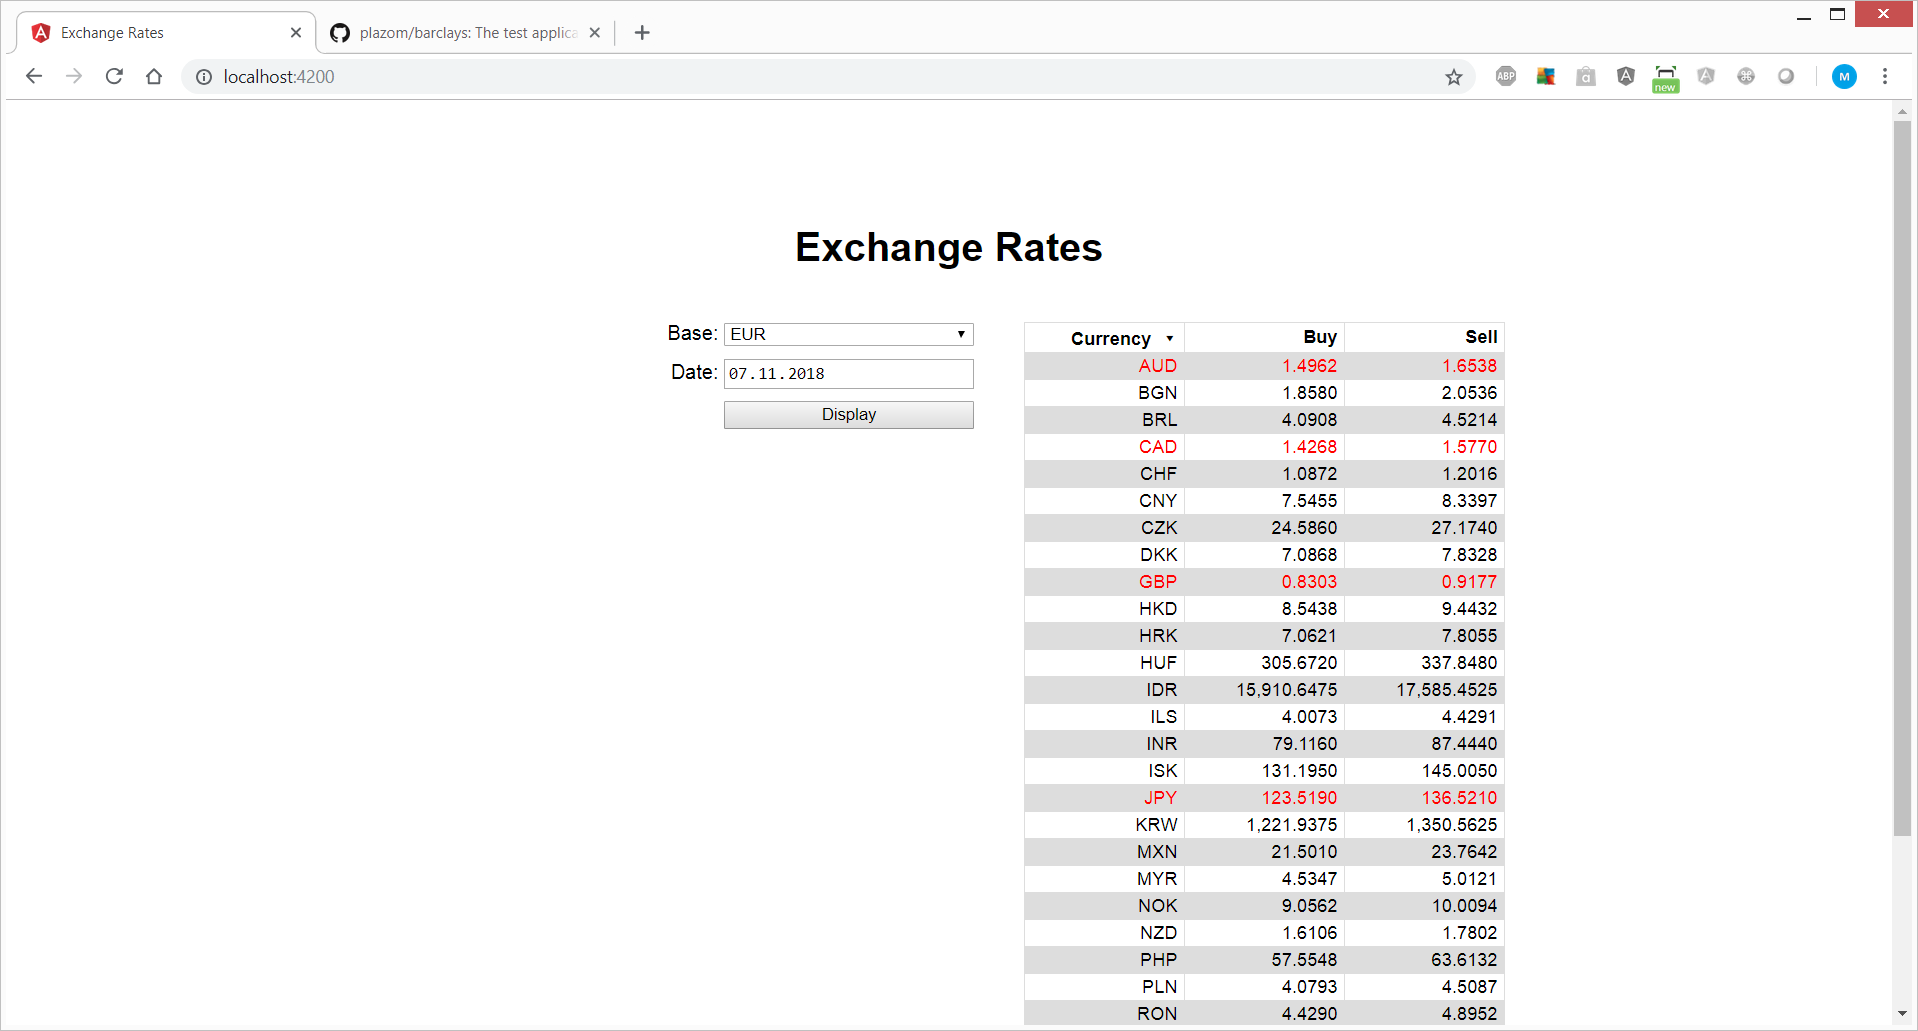 Exchange Rates
plazom/barclays: The test applica
localhost:4200
ABP
a
A
new
A
M
Exchange Rates
Base: EUR
Date: 07.11.2018
Display
Currency Buy Sell
AUD 1.4962 1.6538
BGN 1.8580 2.0536
BRL 4.0908 4.5214
CAD 1.4268 1.5770
CHF 1.0872 1.2016
CNY 7.5455 8.3397
CZK 24.5860 27.1740
DKK 7.0868 7.8328
GBP 0.8303 0.9177
HKD 8.5438 9.4432
HRK 7.0621 7.8055
HUF 305.6720 337.8480
IDR 15,910.6475 17,585.4525
ILS 4.0073 4.4291
INR 79.1160 87.4440
ISK 131.1950 145.0050
JPY 123.5190 136.5210
KRW 1,221.9375 1,350.5625
MXN 21.5010 23.7642
MYR 4.5347 5.0121
NOK 9.0562 10.0094
NZD 1.6106 1.7802
PHP 57.5548 63.6132
PLN 4.0793 4.5087
RON 4.4290 4.8952